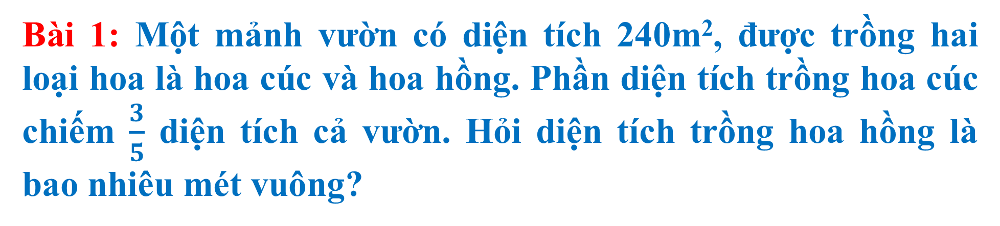 Bài 1: Một mảnh vườn có diện tích 240m², được trồng hai
loại hoa là hoa cúc và hoa hồng. Phần diện tích trồng hoa cúc
chiếm 3/5 diện tích cả vườn. Hỏi diện tích trồng hoa hồng là
bao nhiêu mét vuông?